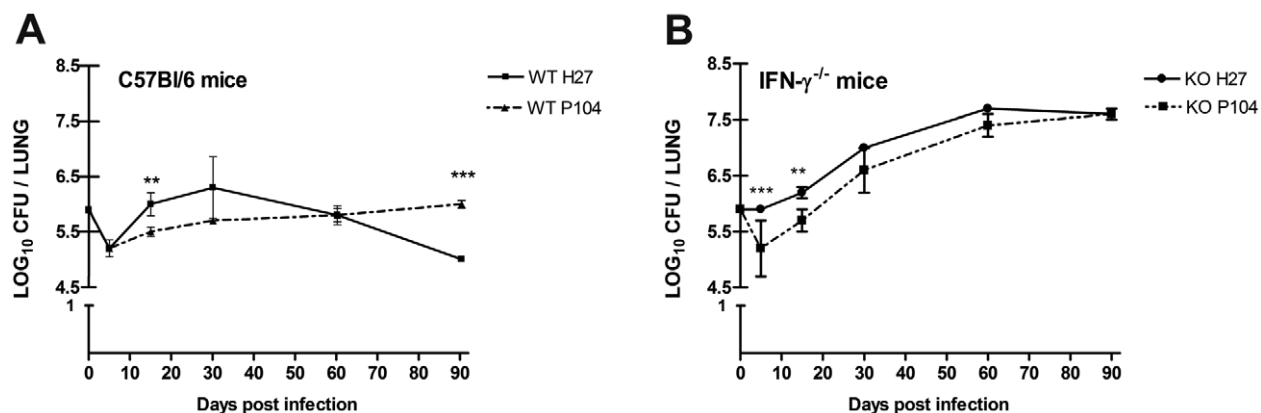 A
C57Bl/6 mice
WT H27
WT P104
LOG10 CFU / LUNG
8.5
7.5
6.5
5.5
4.5
1
**
***
0 10 20 30 40 50 60 70 80 90
Days post infection
B
IFN-γ-/- mice
KO H27
KO P104
LOG10 CFU / LUNG
8.5
7.5
6.5
5.5
4.5
1
***
**
0 10 20 30 40 50 60 70 80 90
Days post infection